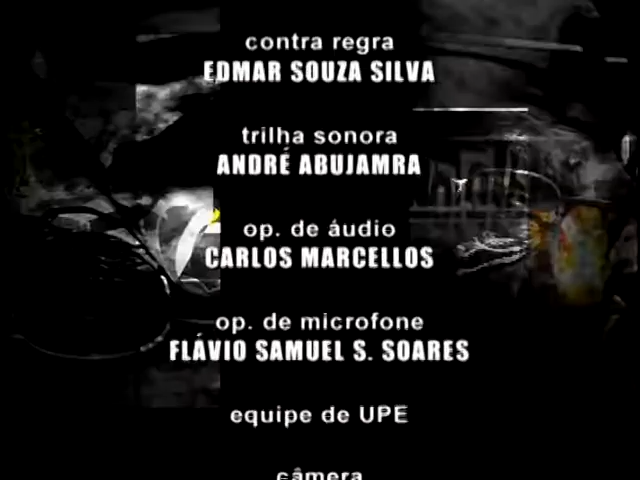 contra regra
EDMAR SOUZA SILVA
trilha sonora
ANDRÉ ABUJAMRA
op. de áudio
CARLOS MARCELLOS
op. de microfone
FLÁVIO SAMUEL S. SOARES
equipe de UPE
câmera